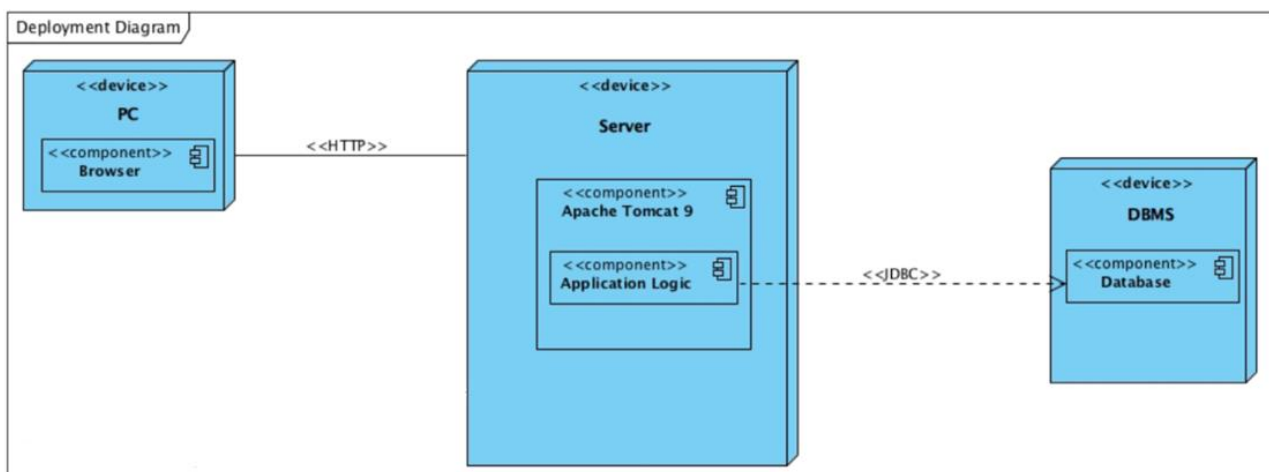 Deployment Diagram
<<device>>
PC
<<component>>
Browser
<<HTTP>>
<<device>>
Server
<<component>>
Apache Tomcat 9
<<component>>
Application Logic
<<JDBC>>
<<device>>
DBMS
<<component>>
Database